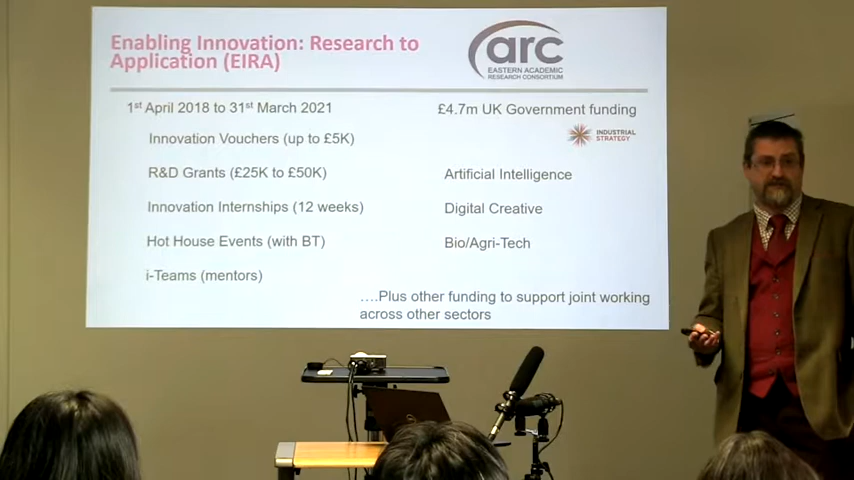 Enabling Innovation: Research to
Application (EIRA)
arc
EASTERN ACADEMIC
RESEARCH CONSORTIUM
1st April 2018 to 31st March 2021
£4.7m UK Government funding
Innovation Vouchers (up to £5K)
INDUSTRIAL
STRATEGY
R&D Grants (£25K to £50K)
Artificial Intelligence
Innovation Internships (12 weeks)
Digital Creative
Hot House Events (with BT)
Bio/Agri-Tech
i-Teams (mentors)
....Plus other funding to support joint working
across other sectors